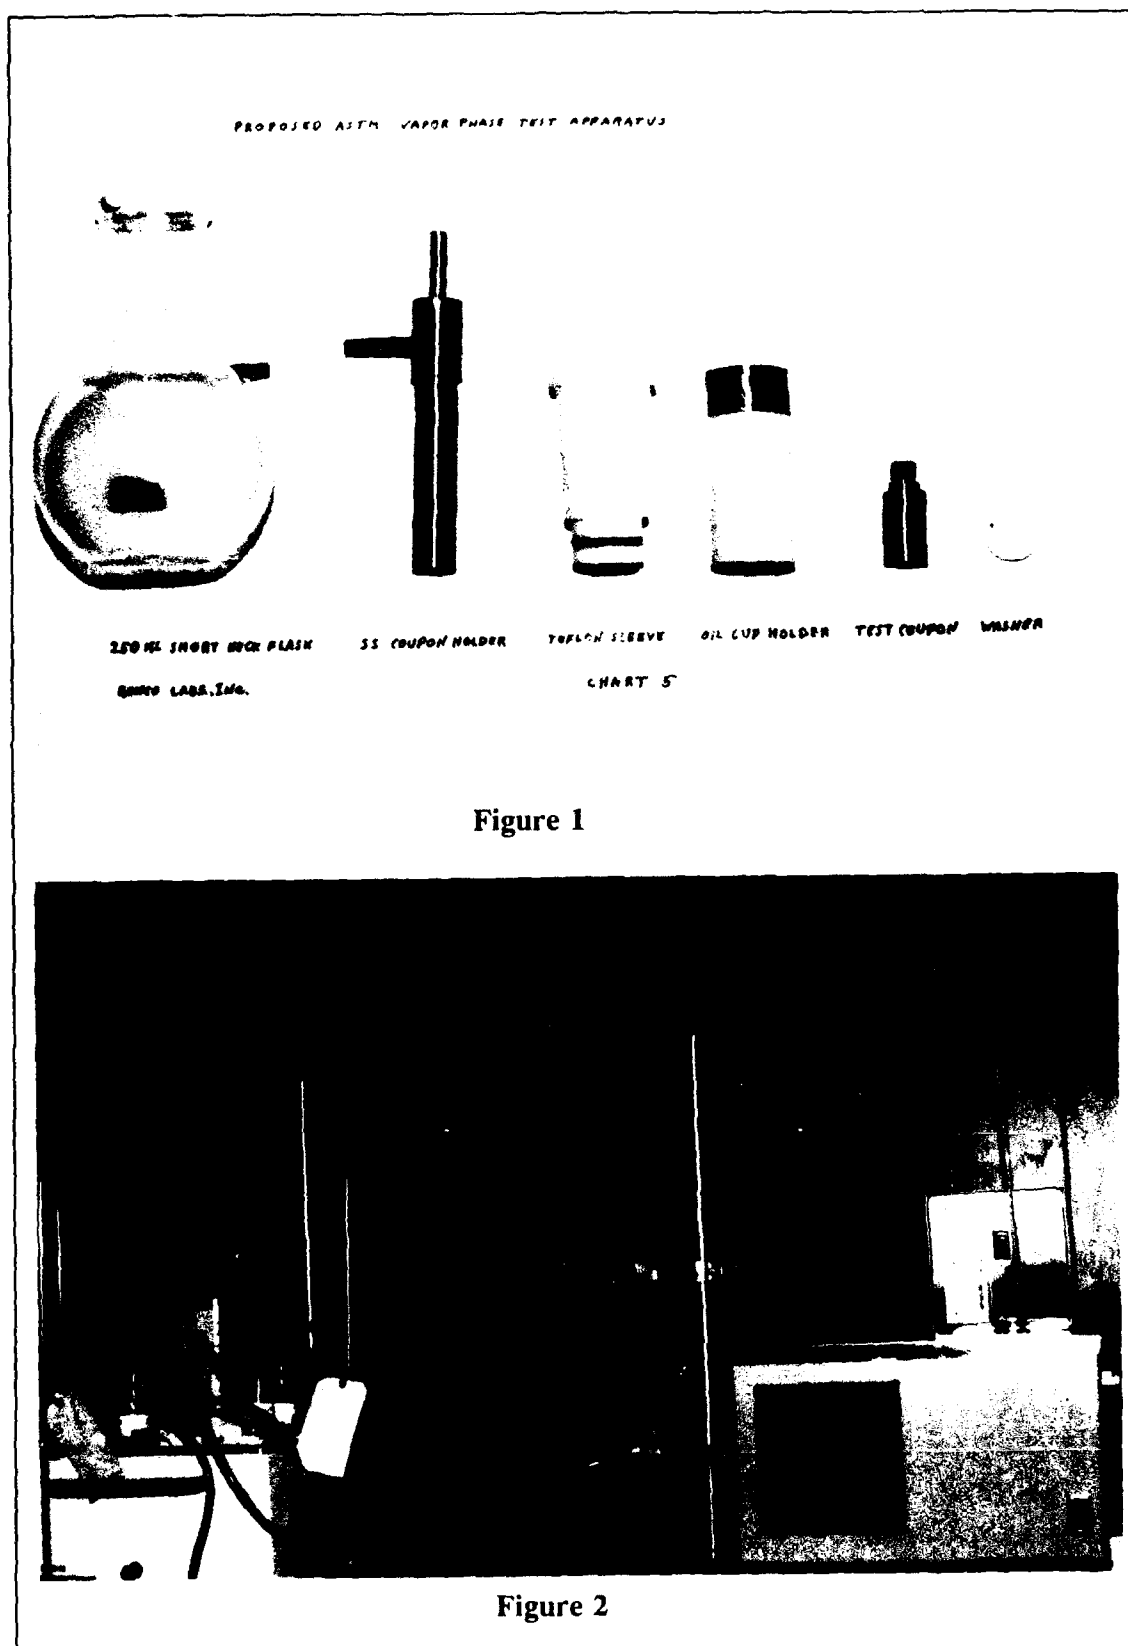 PROPOSED ASTM VAPOR PHASE TEST APPARATUS
250 ML SHORT NECK FLASK SS COUPON HOLDER TEFLON SLEEVE OIL CUP HOLDER TEST COUPON WASHER
LABS, INC. CHART 5
Figure 1
Figure 2